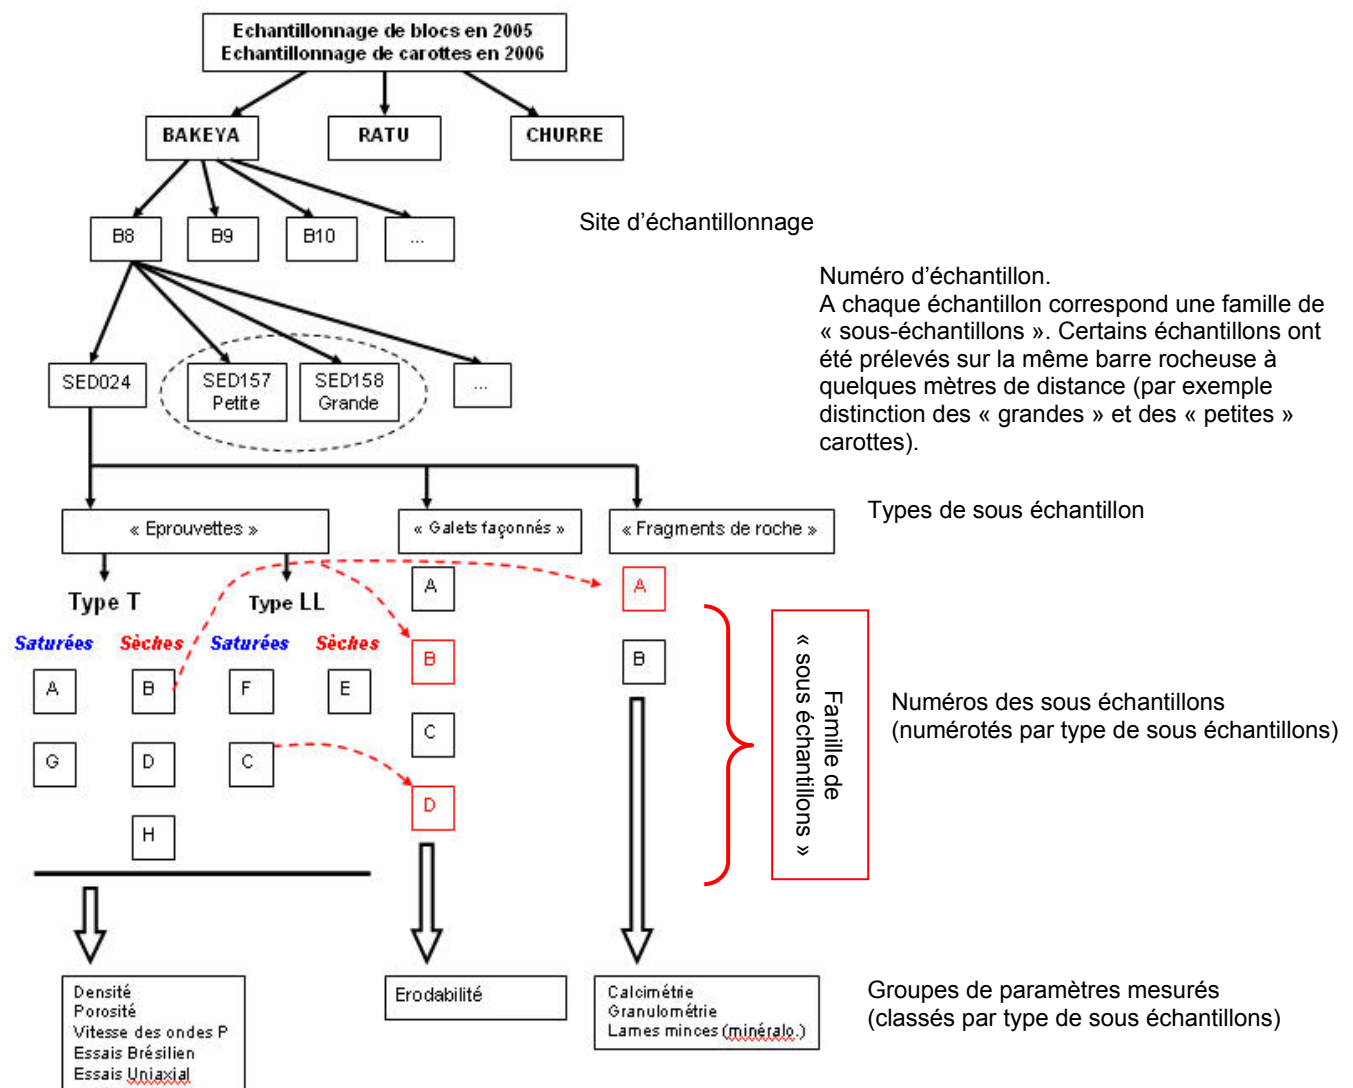 Echantillonnage de blocs en 2005
Echantillonnage de carottes en 2006
BAKEYA
RATU
CHURRE
B8
B9
B10
...
Site d'échantillonnage
Numéro d'échantillon.
A chaque échantillon correspond une famille de
« sous-échantillons ». Certains échantillons ont
été prélevés sur la même barre rocheuse à
quelques mètres de distance (par exemple
distinction des « grandes » et des « petites »
carottes).
SED024
SED157
Petite
SED158
Grande
...
Types de sous échantillon
« Eprouvettes »
« Galets façonnés »
« Fragments de roche »
Type T
Type LL
Saturées
Sèches
Saturées
Sèches
A
B
F
E
G
D
C
H
A
B
C
D
A
B
Famille de
« sous échantillons »
Numéros des sous échantillons
(numérotés par type de sous échantillons)
Densité
Porosité
Vitesse des ondes P
Essais Brésilien
Essais Uniaxial
Erodabilité
Calcimétrie
Granulométrie
Lames minces (minéralo.)
Groupes de paramètres mesurés
(classés par type de sous échantillons)